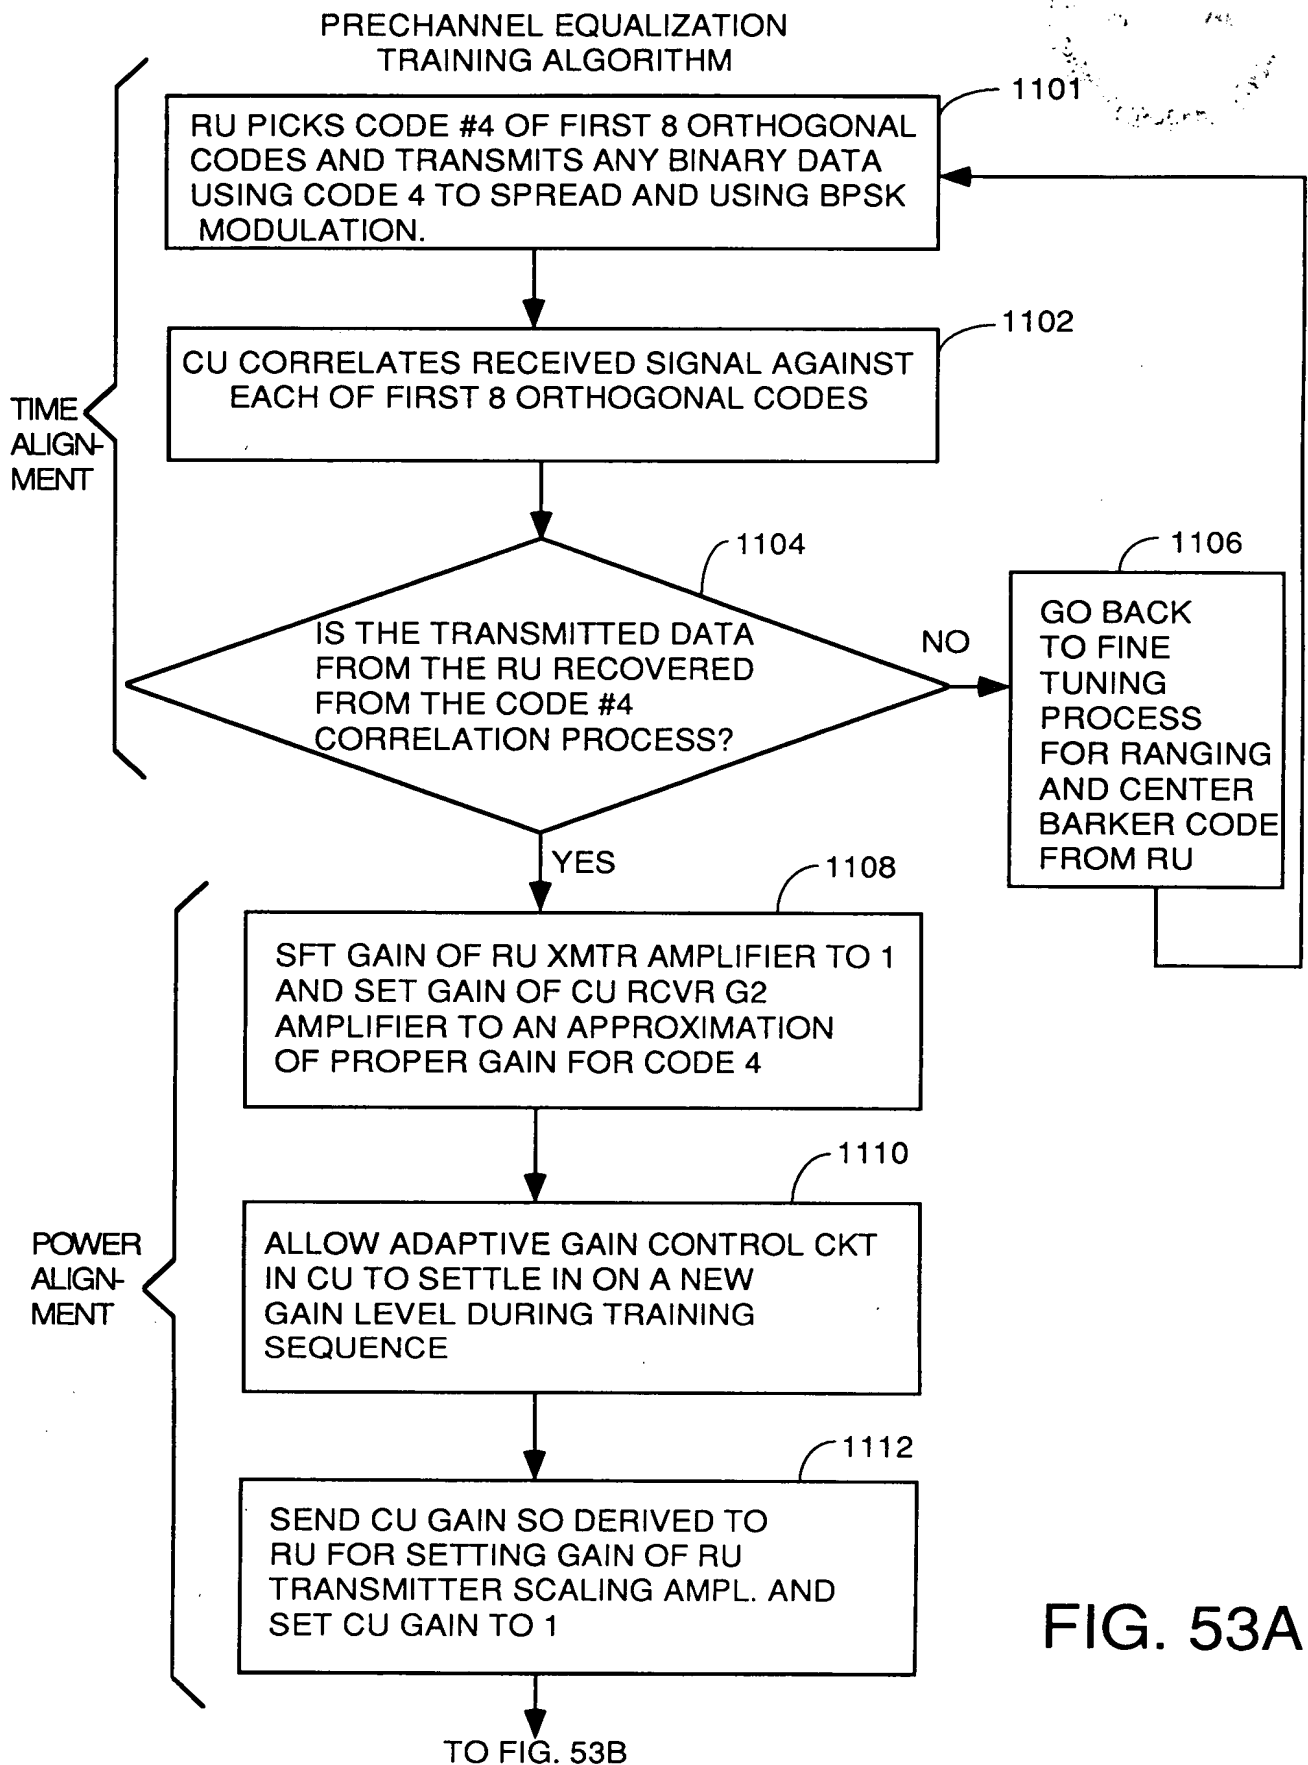 PRECHANNEL EQUALIZATION
TRAINING ALGORITHM
1101
RU PICKS CODE #4 OF FIRST 8 ORTHOGONAL
CODES AND TRANSMITS ANY BINARY DATA
USING CODE 4 TO SPREAD AND USING BPSK
MODULATION.
1102
CU CORRELATES RECEIVED SIGNAL AGAINST
EACH OF FIRST 8 ORTHOGONAL CODES
TIME
ALIGN-
MENT
1104
IS THE TRANSMITTED DATA
FROM THE RU RECOVERED
FROM THE CODE #4
CORRELATION PROCESS?
NO
1106
GO BACK
TO FINE
TUNING
PROCESS
FOR RANGING
AND CENTER
BARKER CODE
FROM RU
YES
1108
SFT GAIN OF RU XMTR AMPLIFIER TO 1
AND SET GAIN OF CU RCVR G2
AMPLIFIER TO AN APPROXIMATION
OF PROPER GAIN FOR CODE 4
1110
ALLOW ADAPTIVE GAIN CONTROL CKT
IN CU TO SETTLE IN ON A NEW
GAIN LEVEL DURING TRAINING
SEQUENCE
POWER
ALIGN-
MENT
1112
SEND CU GAIN SO DERIVED TO
RU FOR SETTING GAIN OF RU
TRANSMITTER SCALING AMPL. AND
SET CU GAIN TO 1
FIG. 53A
TO FIG. 53B